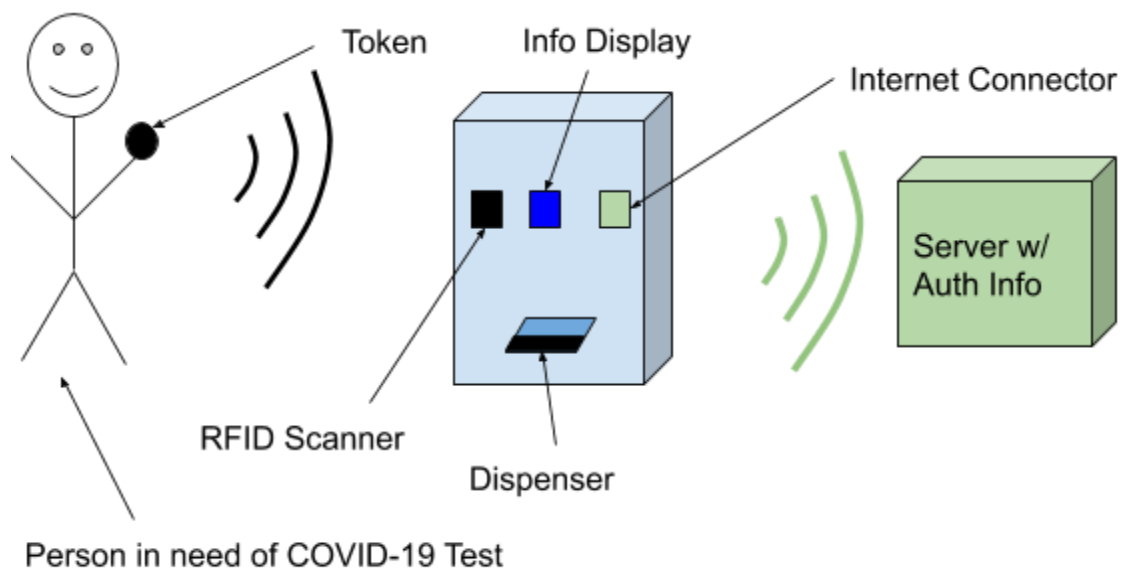 Token
Info Display
Internet Connector
Server w/
Auth Info
RFID Scanner
Dispenser
Person in need of COVID-19 Test